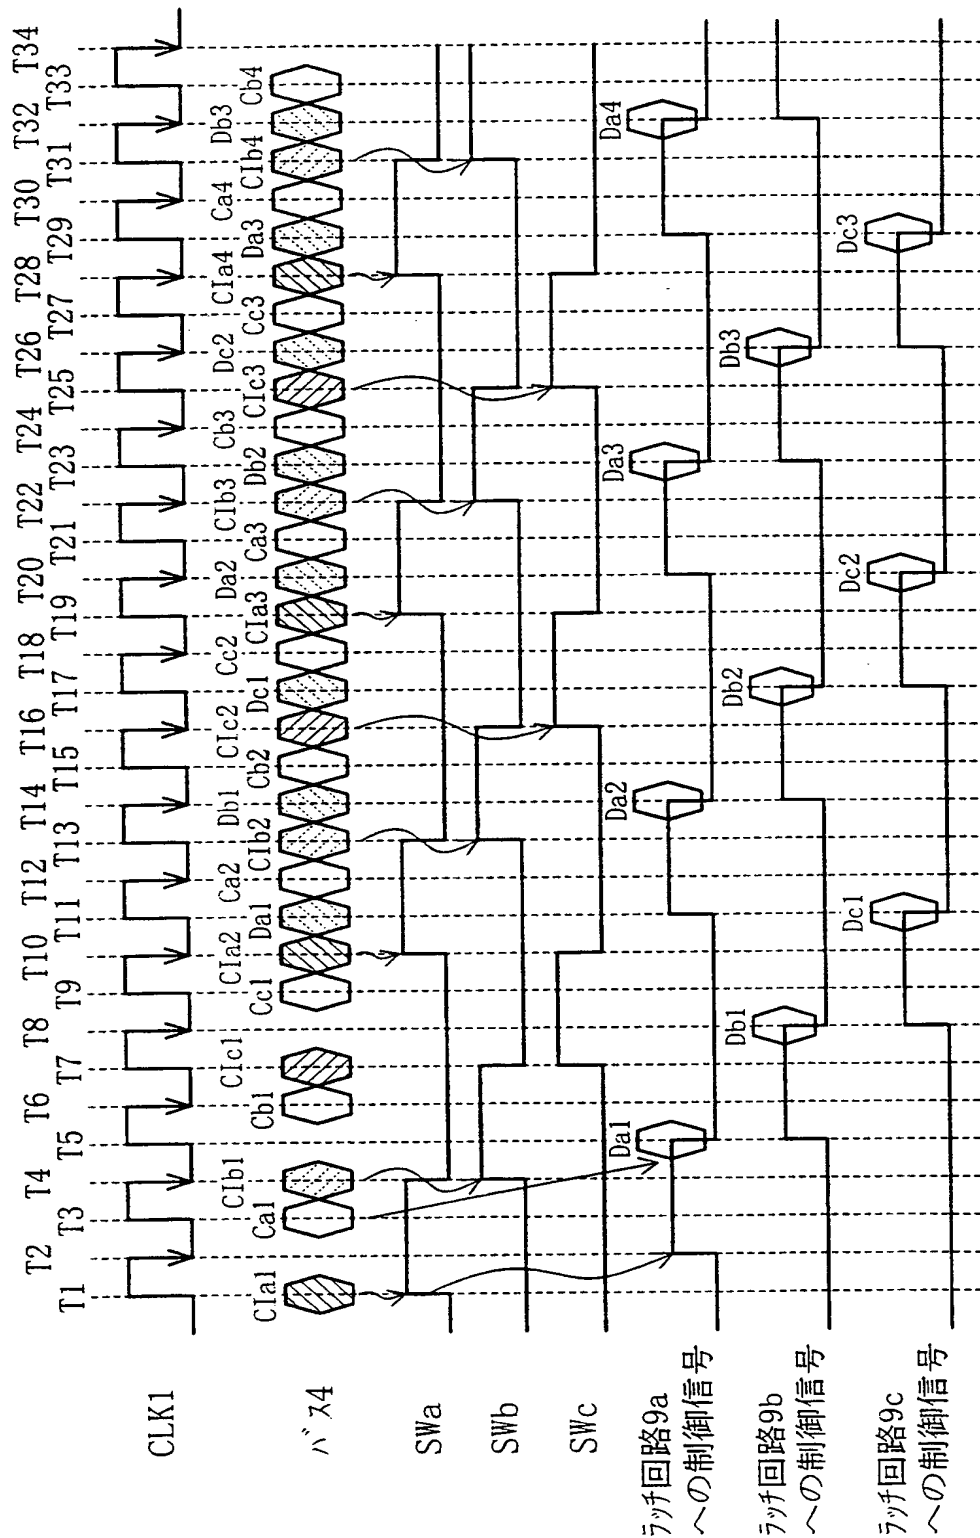 T1 T2 T3 T4 T5 T6 T7 T8 T9 T10 T11 T12 T13 T14 T15 T16 T17 T18 T19 T20 T21 T22 T23 T24 T25 T26 T27 T28 T29 T30 T31 T32 T33 T34
CLK1
バス4
CIa1 Ca1 CIb1 Cb1 CIc1 Cc1 CIa2 Da1 Ca2 CIb2 Db1 Cb2 CIc2 Dc1 Cc2 CIa3 Da2 Ca3 CIb3 Db2 Cb3 CIc3 Dc2 Cc3 CIa4 Da3 Ca4 CIb4 Db3 Cb4
SWa
SWb
SWc
ラッチ回路9a
への制御信号
Da1 Da2 Da3 Da4
ラッチ回路9b
への制御信号
Db1 Db2 Db3
ラッチ回路9c
への制御信号
Dc1 Dc2 Dc3